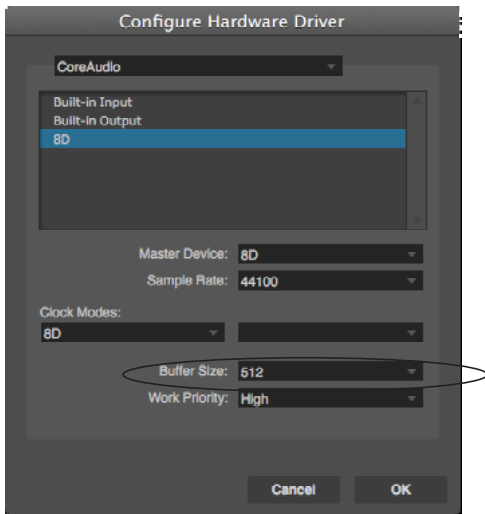 Configure Hardware Driver
CoreAudio
Built-in Input
Built-in Output
8D
Master Device: 8D
Sample Rate: 44100
Clock Modes:
8D
Buffer Size: 512
Work Priority: High
Cancel OK